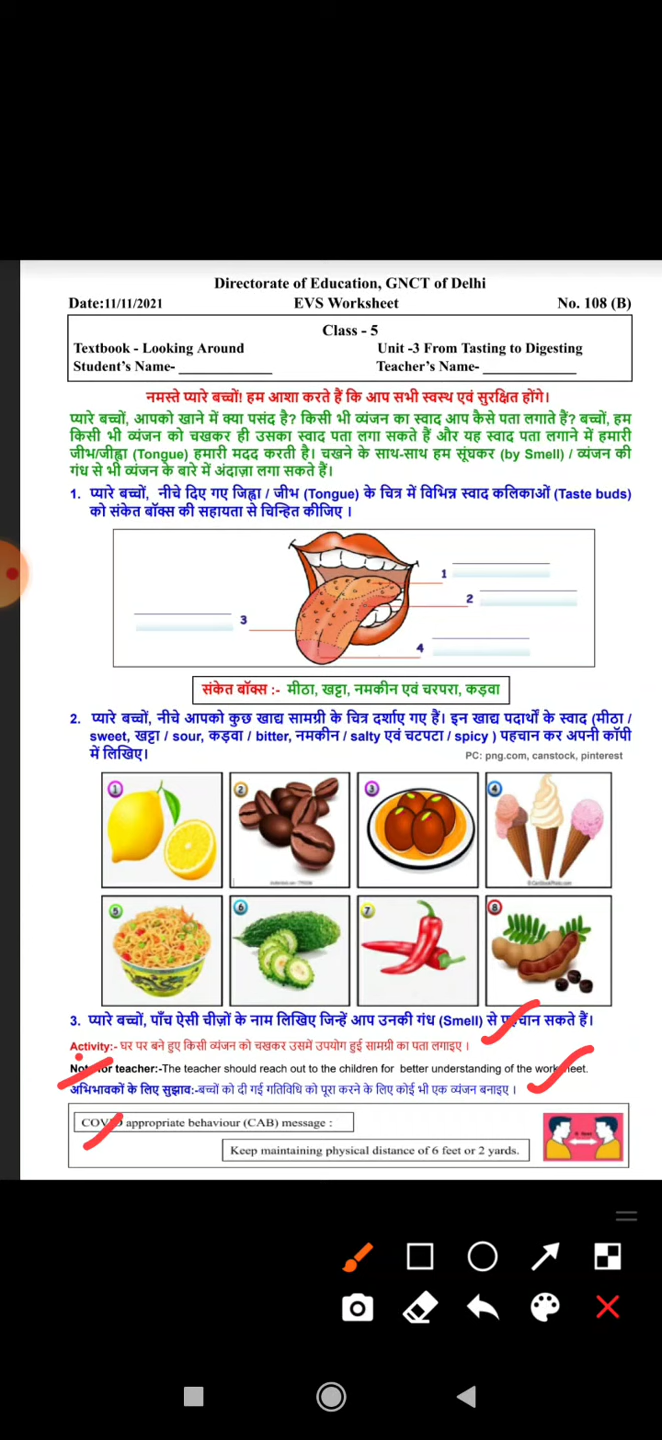 Directorate of Education, GNCT of Delhi
Date:11/11/2021 EVS Worksheet No. 108 (B)
Class - 5
Textbook - Looking Around Unit -3 From Tasting to Digesting
Student's Name- Teacher's Name-
नमस्ते प्यारे बच्चों! हम आशा करते हैं कि आप सभी स्वस्थ एवं सुरक्षित होंगे।
प्यारे बच्चों, आपको खाने में क्या पसंद है? किसी भी व्यंजन का स्वाद आप कैसे पता लगाते हैं? बच्चों, हम
किसी भी व्यंजन को चखकर ही उसका स्वाद पता लगा सकते हैं और यह स्वाद पता लगाने में हमारी
जीभ/जीह्वा (Tongue) हमारी मदद करती है। चखने के साथ-साथ हम सूंघकर (by Smell) / व्यंजन की
गंध से भी व्यंजन के बारे में अंदाज़ा लगा सकते हैं।
1. प्यारे बच्चों, नीचे दिए गए जिह्वा / जीभ (Tongue) के चित्र में विभिन्न स्वाद कलिकाओं (Taste buds)
को संकेत बॉक्स की सहायता से चिन्हित कीजिए ।
1
2
3
4
संकेत बॉक्स :- मीठा, खट्टा, नमकीन एवं चरपरा, कड़वा
2. प्यारे बच्चों, नीचे आपको कुछ खाद्य सामग्री के चित्र दर्शाए गए हैं। इन खाद्य पदार्थों के स्वाद (मीठा /
sweet, खट्टा / sour, कड़वा / bitter, नमकीन / salty एवं चटपटा / spicy ) पहचान कर अपनी कॉपी
में लिखिए। PC: png.com, canstock, pinterest
1 2 3 4
5 6 7 8
3. प्यारे बच्चों, पाँच ऐसी चीज़ों के नाम लिखिए जिन्हें आप उनकी गंध (Smell) से पहचान सकते हैं।
Activity:- घर पर बने हुए किसी व्यंजन को चखकर उसमें उपयोग हुई सामग्री का पता लगाइए ।
Note for teacher:-The teacher should reach out to the children for better understanding of the worksheet.
अभिभावकों के लिए सुझाव:-बच्चों को दी गई गतिविधि को पूरा करने के लिए कोई भी एक व्यंजन बनाइए ।
COVID appropriate behaviour (CAB) message :
Keep maintaining physical distance of 6 feet or 2 yards.